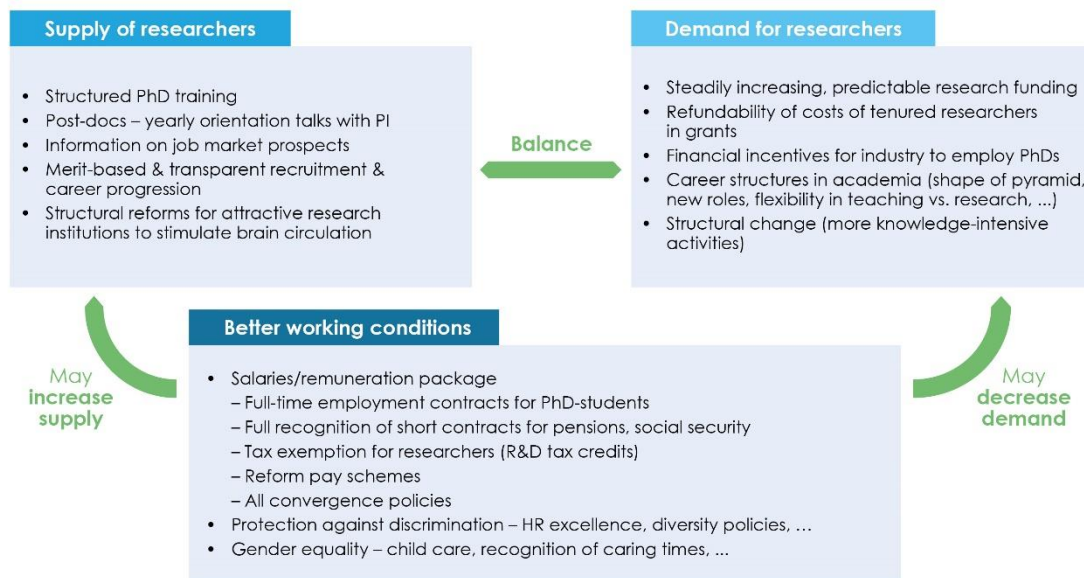 Supply of researchers
• Structured PhD training
• Post-docs – yearly orientation talks with PI
• Information on job market prospects
• Merit-based & transparent recruitment &
career progression
• Structural reforms for attractive research
institutions to stimulate brain circulation
Balance
Demand for researchers
• Steadily increasing, predictable research funding
• Refundability of costs of tenured researchers
in grants
• Financial incentives for industry to employ PhDs
• Career structures in academia (shape of pyramid,
new roles, flexibility in teaching vs. research, ...)
• Structural change (more knowledge-intensive
activities)
May
increase
supply
Better working conditions
• Salaries/remuneration package
– Full-time employment contracts for PhD-students
– Full recognition of short contracts for pensions, social security
– Tax exemption for researchers (R&D tax credits)
– Reform pay schemes
– All convergence policies
• Protection against discrimination – HR excellence, diversity policies, …
• Gender equality – child care, recognition of caring times, ...
May
decrease
demand